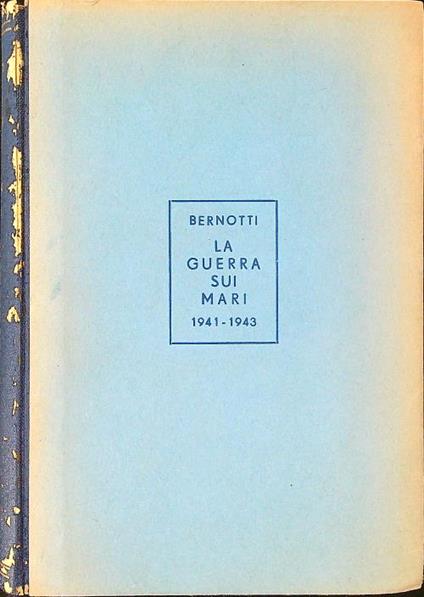 BERNOTTI
LA
GUERRA
SUI
MARI
1941-1943